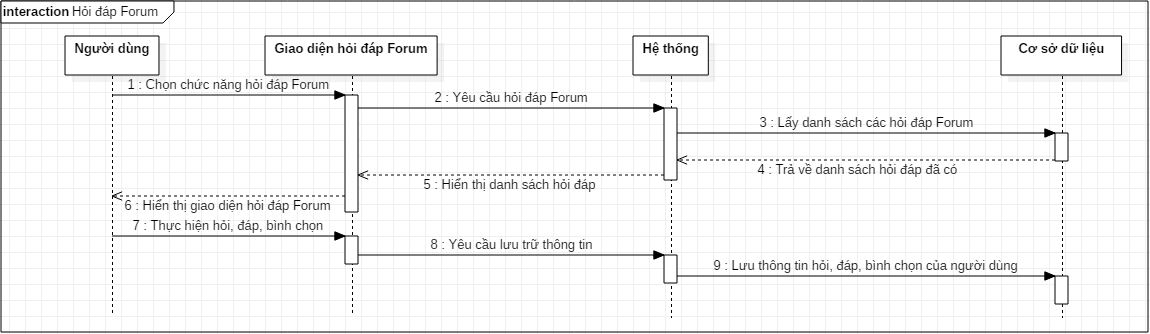 interaction Hỏi đáp Forum
Người dùng
Giao diện hỏi đáp Forum
Hệ thống
Cơ sở dữ liệu
1 : Chọn chức năng hỏi đáp Forum
2 : Yêu cầu hỏi đáp Forum
3 : Lấy danh sách các hỏi đáp Forum
4 : Trả về danh sách hỏi đáp đã có
5 : Hiển thị danh sách hỏi đáp
6 : Hiển thị giao diện hỏi đáp Forum
7 : Thực hiện hỏi, đáp, bình chọn
8 : Yêu cầu lưu trữ thông tin
9 : Lưu thông tin hỏi, đáp, bình chọn của người dùng